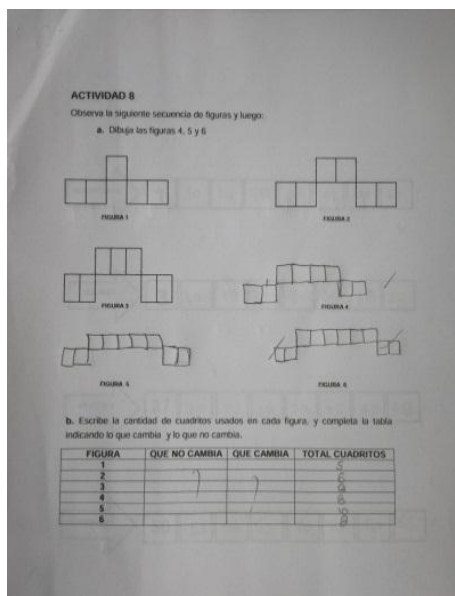 ACTIVIDAD 8
Observa la siguiente secuencia de figuras y luego:
a. Dibuja las figuras 4, 5 y 6
FIGURA 1
FIGURA 2
FIGURA 3
FIGURA 4
FIGURA 5
FIGURA 6
b. Escribe la cantidad de cuadritos usados en cada figura, y completa la tabla
indicando lo que cambia y lo que no cambia.
FIGURA QUE NO CAMBIA QUE CAMBIA TOTAL CUADRITOS
1 5
2 6
3
4 8
5
6